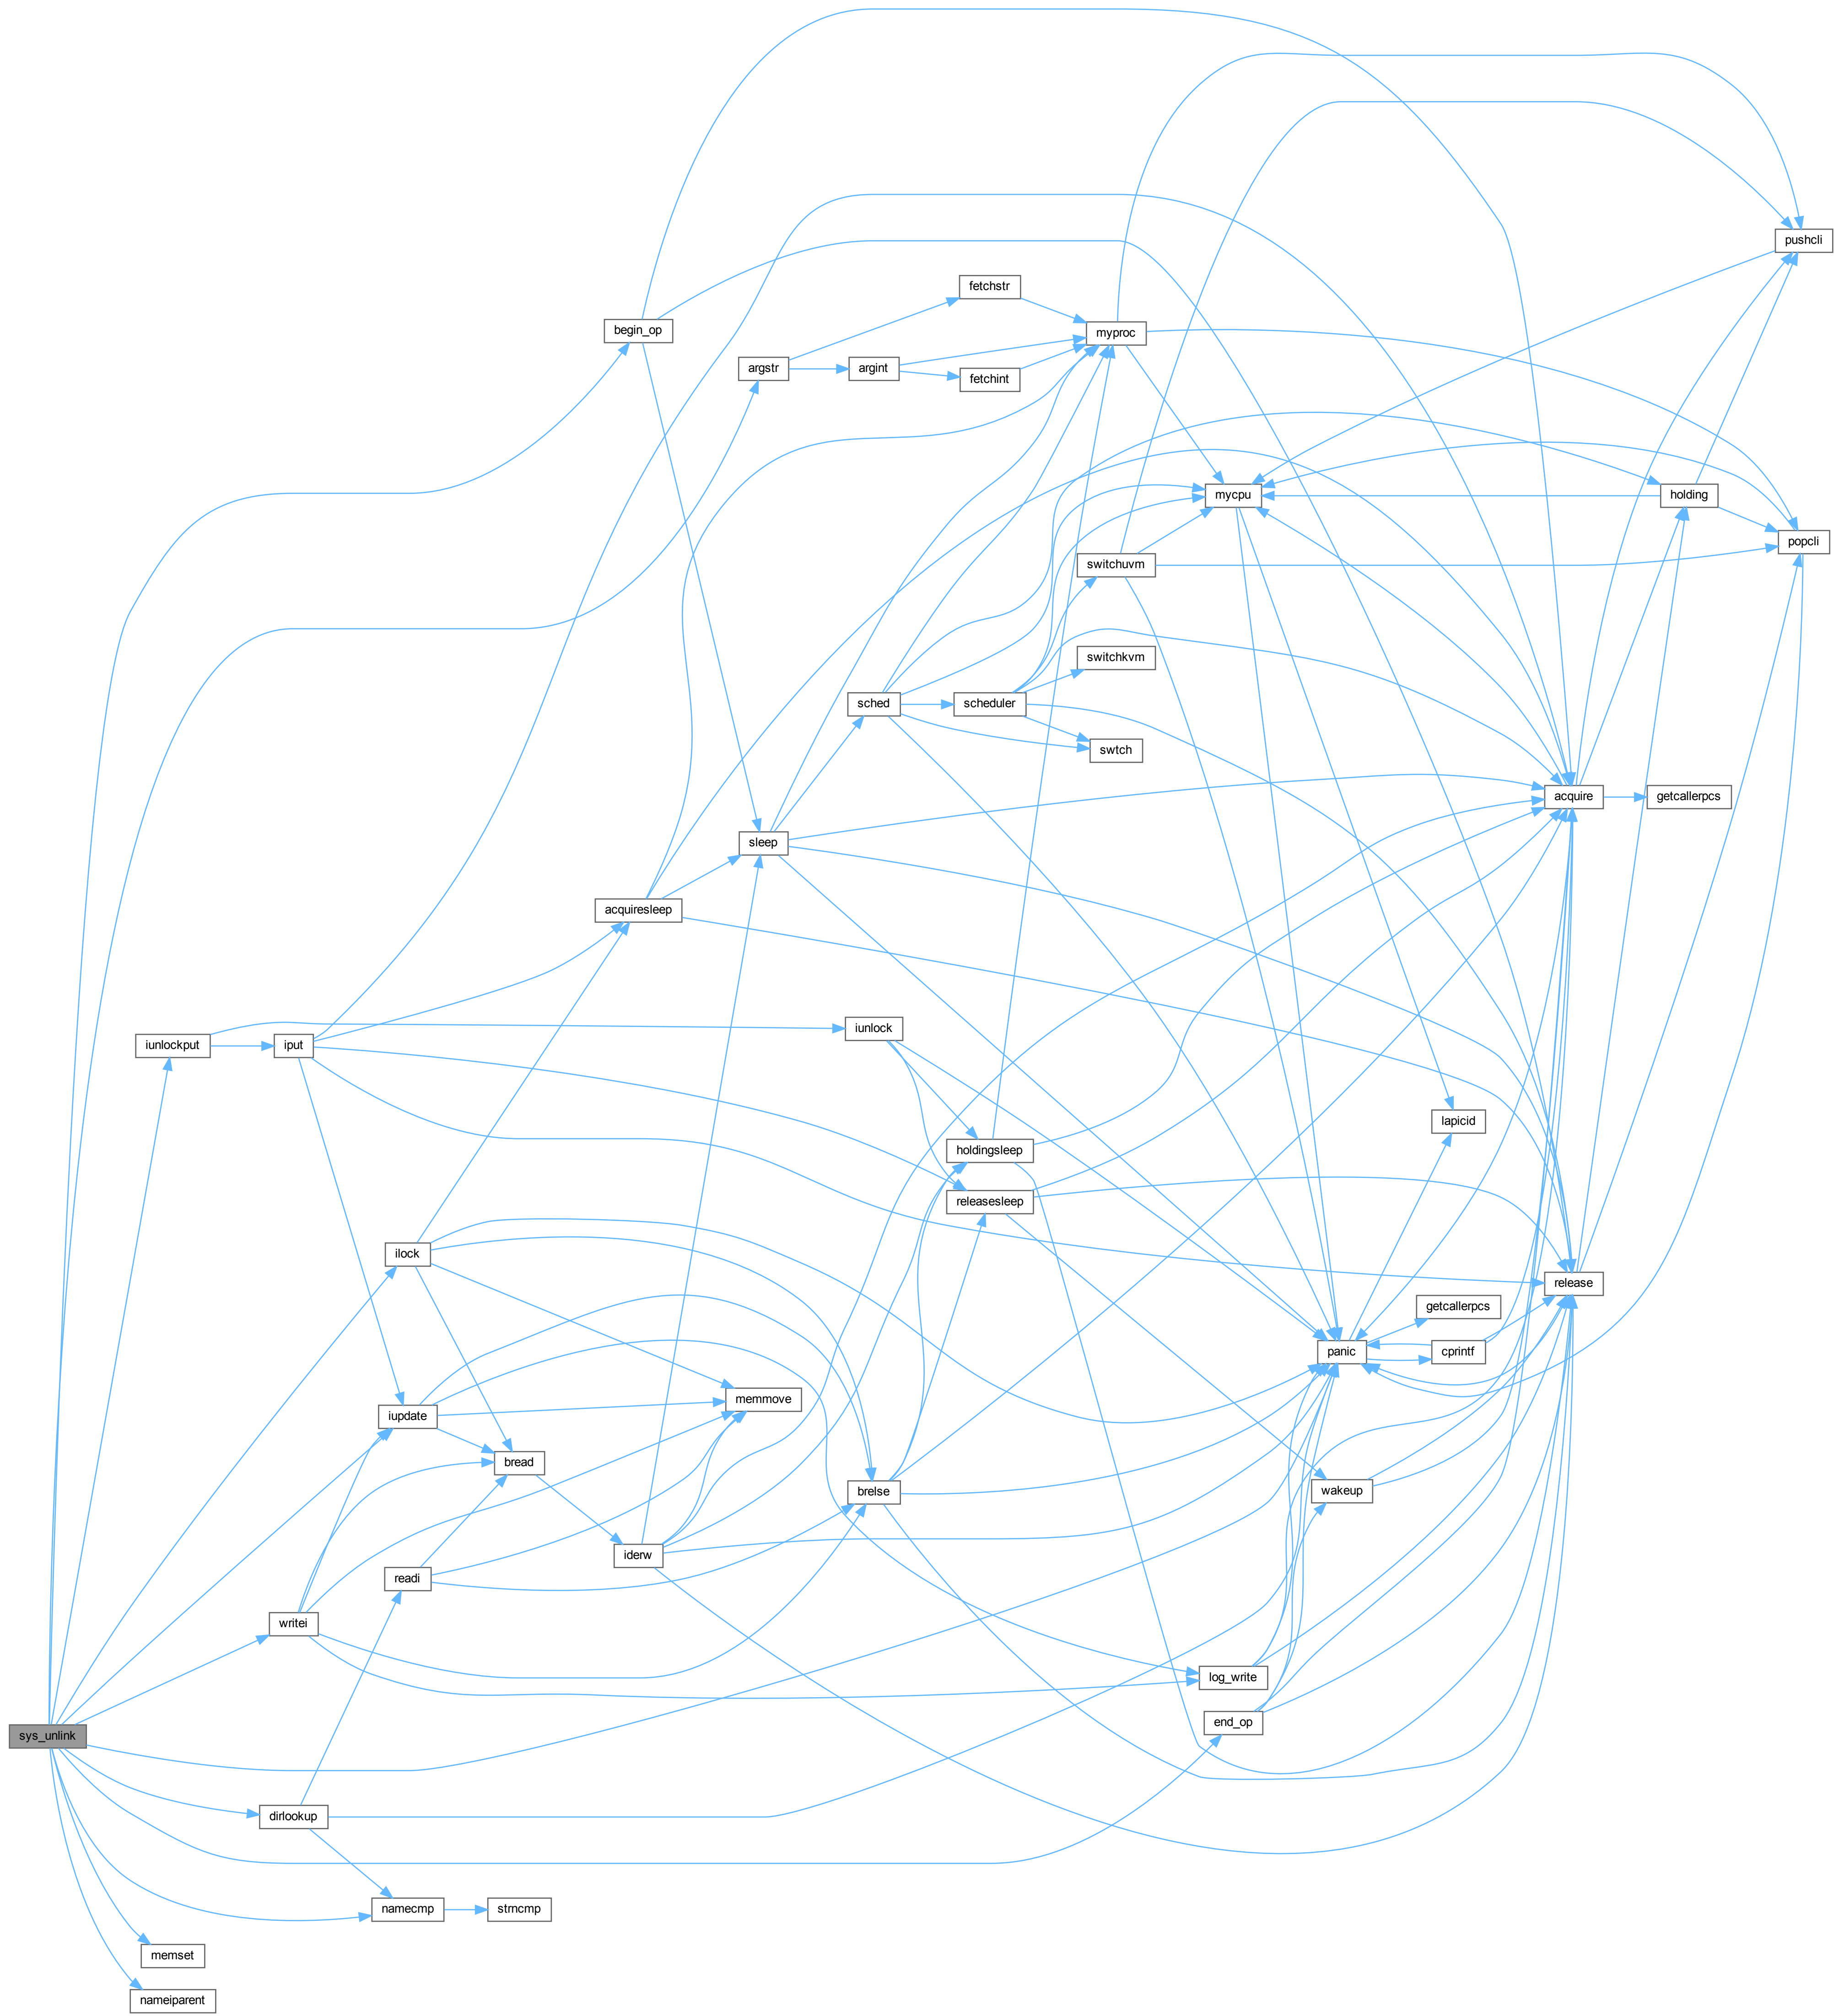 pushcli
fetchstr
begin_op
myproc
argstr
argint
fetchint
mycpu
holding
popcli
switchuvm
switchkvm
sched
scheduler
swtch
acquire
getcallerpcs
sleep
acquiresleep
iunlock
iunlockput
iput
lapicid
holdingsleep
releasesleep
ilock
release
getcallerpcs
panic
cprintf
memmove
iupdate
bread
brelse
wakeup
iderw
readi
writei
log_write
end_op
sys_unlink
dirlookup
namecmp
strncmp
memset
nameiparent